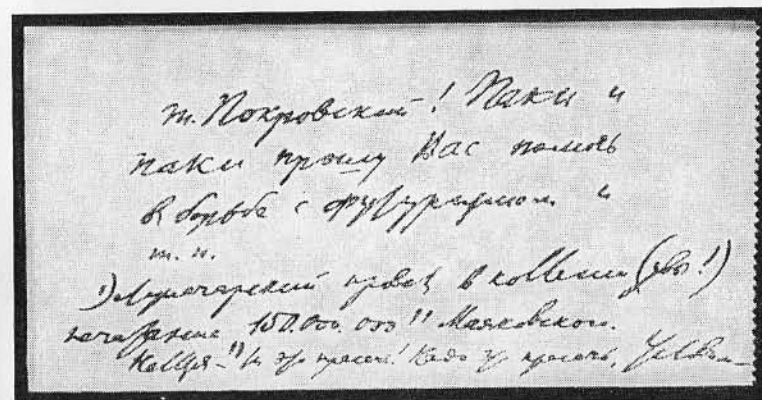 т. Покровский! Паки и
паки прошу Вас помочь
в борьбе с футуризмом и
т. п.
1) Луначарский провел в коллегии (увы!)
печатание 150.000.000" Маяковского.
Нельзя ли это пресечь! Надо это пресечь.